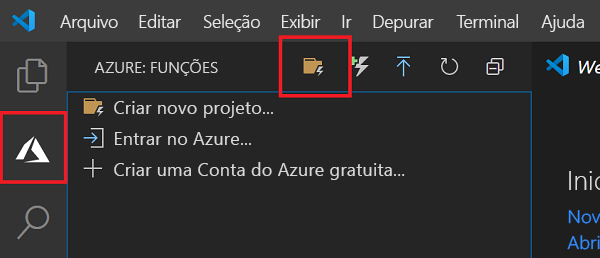 Arquivo Editar Seleção Exibir Ir Depurar Terminal Ajuda
AZURE: FUNÇÕES
We
Criar novo projeto...
Entrar no Azure...
Criar uma Conta do Azure gratuita...
Inic
Nov
Abri